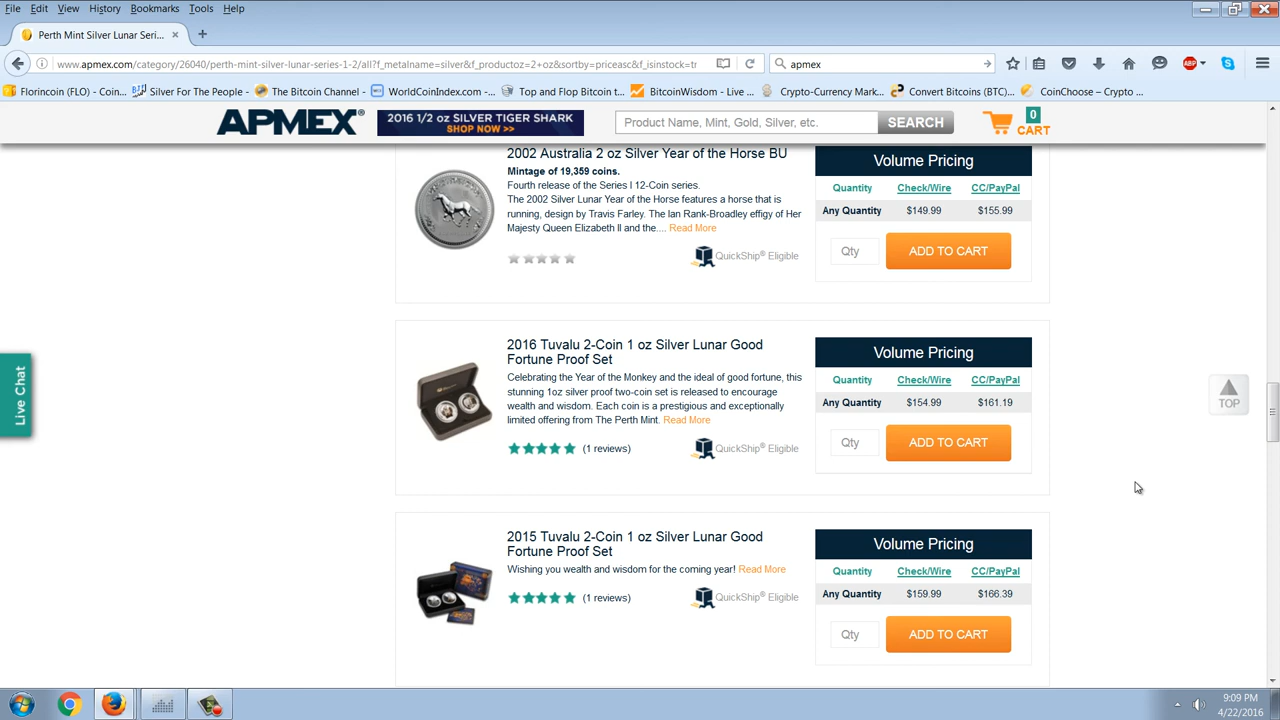 File Edit View History Bookmarks Tools Help
Perth Mint Silver Lunar Seri...
www.apmex.com/category/26040/perth-mint-silver-lunar-series-1-2/all?f_metalname=silver&f_productoz=2+oz&sortby=priceasc&f_isinstock=tr
apmex
ABP
Florincoin (FLO) - Coin...
Silver For The People - ...
The Bitcoin Channel - ...
WorldCoinIndex.com -...
Top and Flop Bitcoin t...
BitcoinWisdom - Live ...
Crypto-Currency Mark...
Convert Bitcoins (BTC)...
CoinChoose – Crypto ...
APMEX®
2016 1/2 oz SILVER TIGER SHARK
SHOP NOW >>
Product Name, Mint, Gold, Silver, etc.
SEARCH
0
CART
2002 Australia 2 oz Silver Year of the Horse BU
Mintage of 19,359 coins.
Fourth release of the Series I 12-Coin series.
The 2002 Silver Lunar Year of the Horse features a horse that is
running, design by Travis Farley. The Ian Rank-Broadley effigy of Her
Majesty Queen Elizabeth II and the.... Read More
QuickShip® Eligible
Volume Pricing
Quantity Check/Wire CC/PayPal
Any Quantity $149.99 $155.99
Qty
ADD TO CART
2016 Tuvalu 2-Coin 1 oz Silver Lunar Good
Fortune Proof Set
Celebrating the Year of the Monkey and the ideal of good fortune, this
stunning 1oz silver proof two-coin set is released to encourage
wealth and wisdom. Each coin is a prestigious and exceptionally
limited offering from The Perth Mint. Read More
(1 reviews)
QuickShip® Eligible
Volume Pricing
Quantity Check/Wire CC/PayPal
Any Quantity $154.99 $161.19
Qty
ADD TO CART
2015 Tuvalu 2-Coin 1 oz Silver Lunar Good
Fortune Proof Set
Wishing you wealth and wisdom for the coming year! Read More
(1 reviews)
QuickShip® Eligible
Volume Pricing
Quantity Check/Wire CC/PayPal
Any Quantity $159.99 $166.39
Qty
ADD TO CART
Live Chat
TOP
9:09 PM
4/22/2016